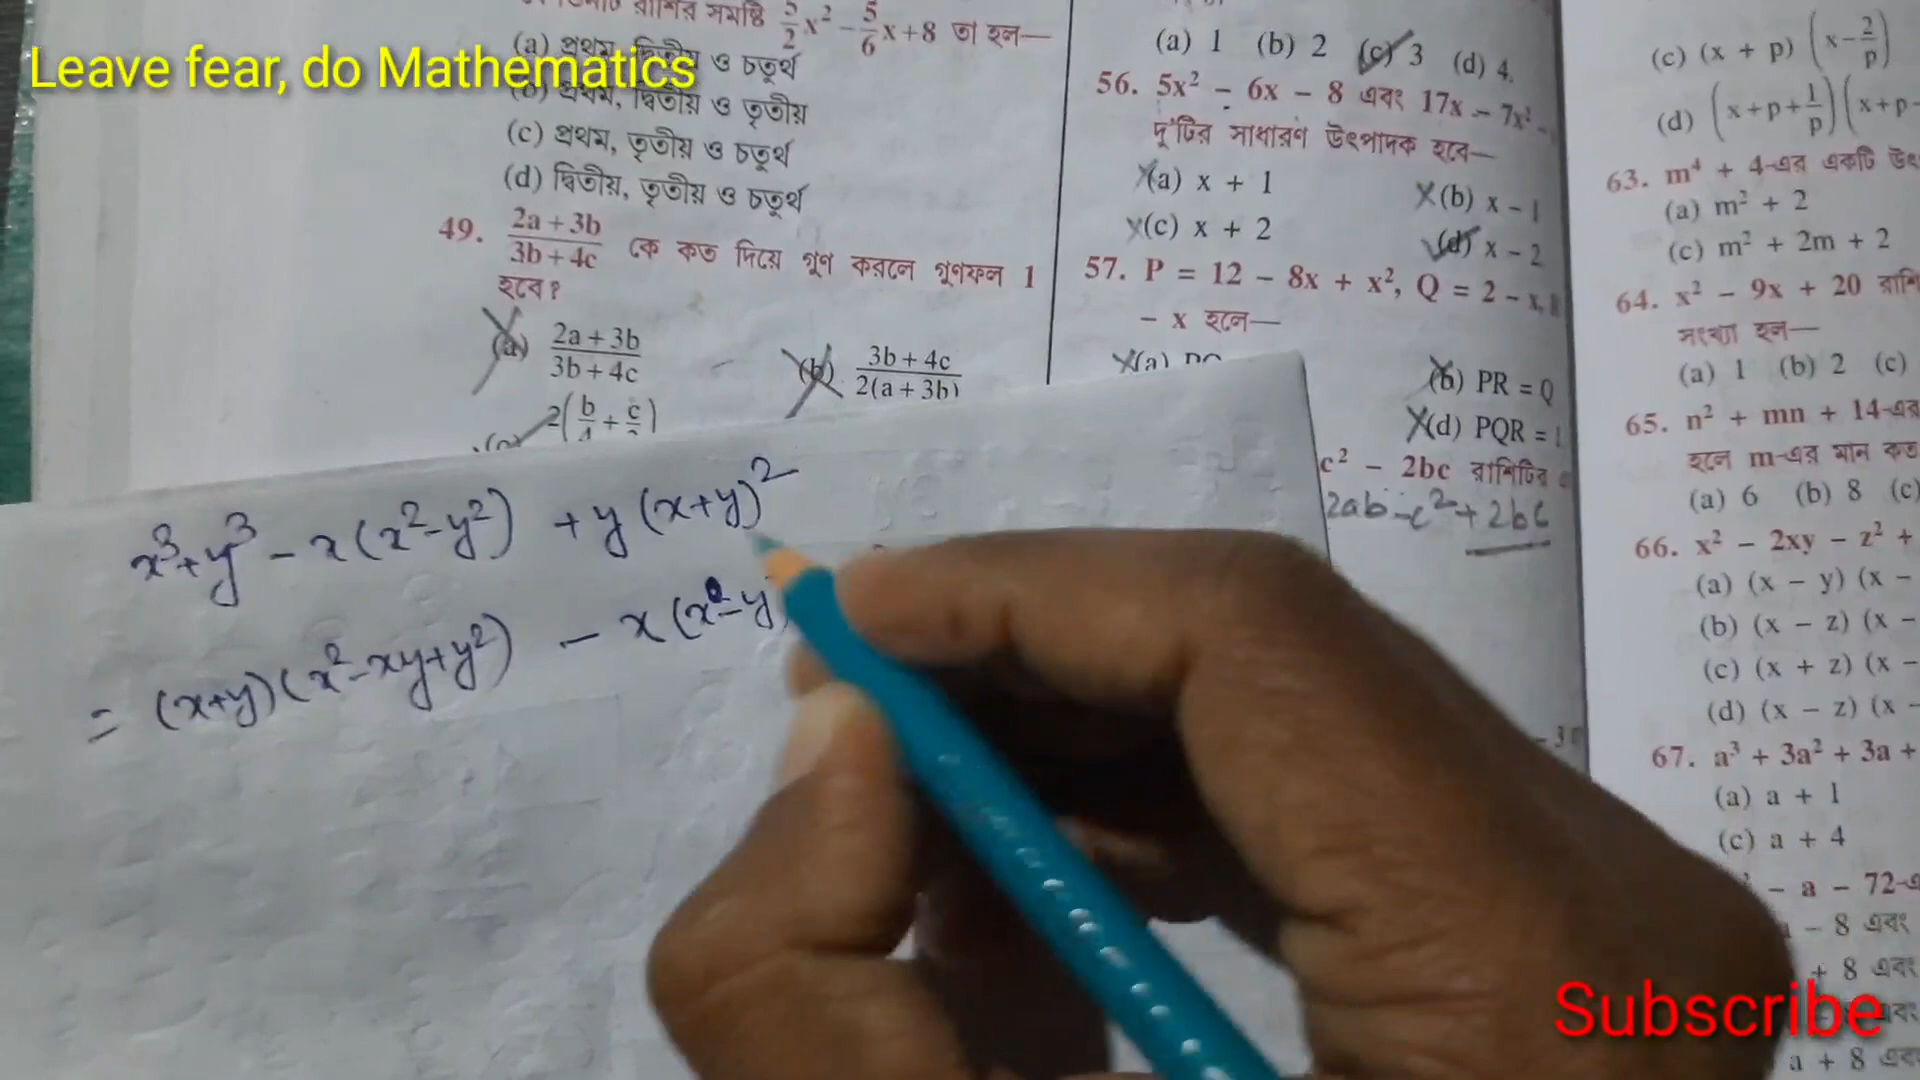 রাশির সমষ্টি 5/2 x² − 5/6 x + 8 তা হল—
Leave fear, do Mathematics
(a) প্রথম, দ্বিতীয় ও চতুর্থ
(b) প্রথম, দ্বিতীয় ও তৃতীয়
(c) প্রথম, তৃতীয় ও চতুর্থ
(d) দ্বিতীয়, তৃতীয় ও চতুর্থ
49. (2a + 3b)/(3b + 4c) কে কত দিয়ে গুণ করলে গুণফল 1
হবে?
(a) (2a + 3b)/(3b + 4c)
(b) (3b + 4c)/(2(a + 3b))
x³+y³ − x(x²−y²) + y(x+y)²
= (x+y)(x²−xy+y²) − x(x²−y
(a) 1 (b) 2 (c) 3 (d) 4
56. 5x² − 6x − 8 এবং 17x − 7x²
দু'টির সাধারণ উৎপাদক হবে—
(a) x + 1
(b) x − 1
(c) x + 2
(d) x − 2
57. P = 12 − 8x + x², Q = 2 − x,
− x হলে—
(a)
(b) PR = Q
(d) PQR = 1
c² − 2bc রাশিটির
2ab −c²+2bc
(c) (x + p) (x − 2/p)
(d) (x + p + 1/p) (x + p −
63. m⁴ + 4-এর একটি
(a) m² + 2
(c) m² + 2m + 2
64. x² − 9x + 20
সংখ্যা হল—
(a) 1 (b) 2 (c)
65. n² + mn + 14-এর
হলে m-এর মান কত
(a) 6 (b) 8 (c)
66. x² − 2xy − z² +
(a) (x − y) (x −
(b) (x − z) (x −
(c) (x + z) (x −
(d) (x − z) (x −
67. a³ + 3a² + 3a +
(a) a + 1
(c) a + 4
− a − 72-এ
− 8 এবং
+ 8 এবং
a + 8
Subscribe